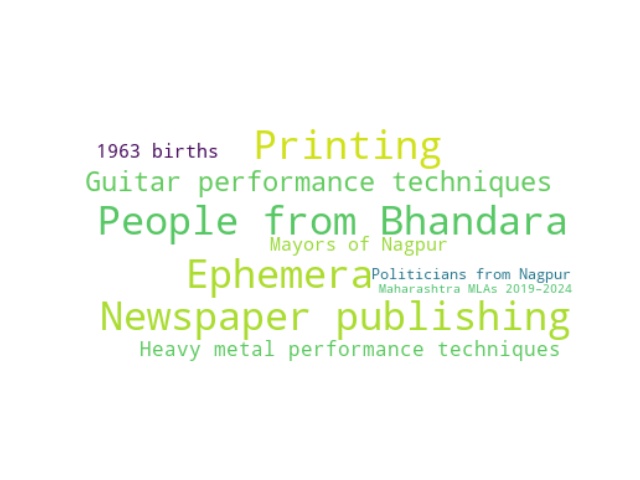 1963 births
Printing
Guitar performance techniques
People from Bhandara
Mayors of Nagpur
Ephemera
Politicians from Nagpur
Maharashtra MLAs 2019–2024
Newspaper publishing
Heavy metal performance techniques